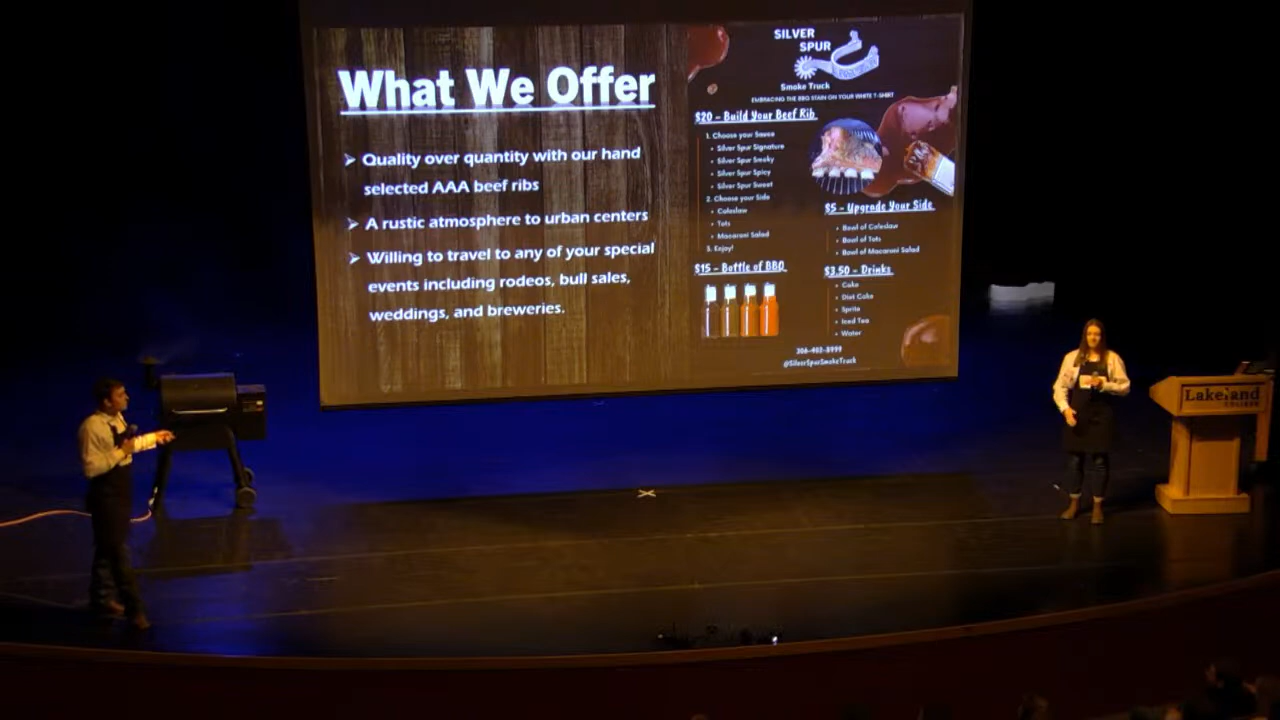 What We Offer
Quality over quantity with our hand
selected AAA beef ribs
A rustic atmosphere to urban centers
Willing to travel to any of your special
events including rodeos, bull sales,
weddings, and breweries.
SILVER
SPUR
Smoke Truck
EMBRACING THE BBQ STAIN ON YOUR WHITE T-SHIRT
$20 - Build Your Beef Rib
1. Choose your Sauce
Silver Spur Signature
Silver Spur Smoky
Silver Spur Spicy
Silver Spur Sweet
2. Choose your Side
Coleslaw
Tots
Macaroni Salad
3. Enjoy!
$15 - Bottle of BBQ
$5 - Upgrade Your Side
Bowl of Coleslaw
Bowl of Tots
Bowl of Macaroni Salad
$3.50 - Drinks
Coke
Diet Coke
Sprite
Iced Tea
Water
@SilverSpurSmokeTruck
Lakeland
COLLEGE